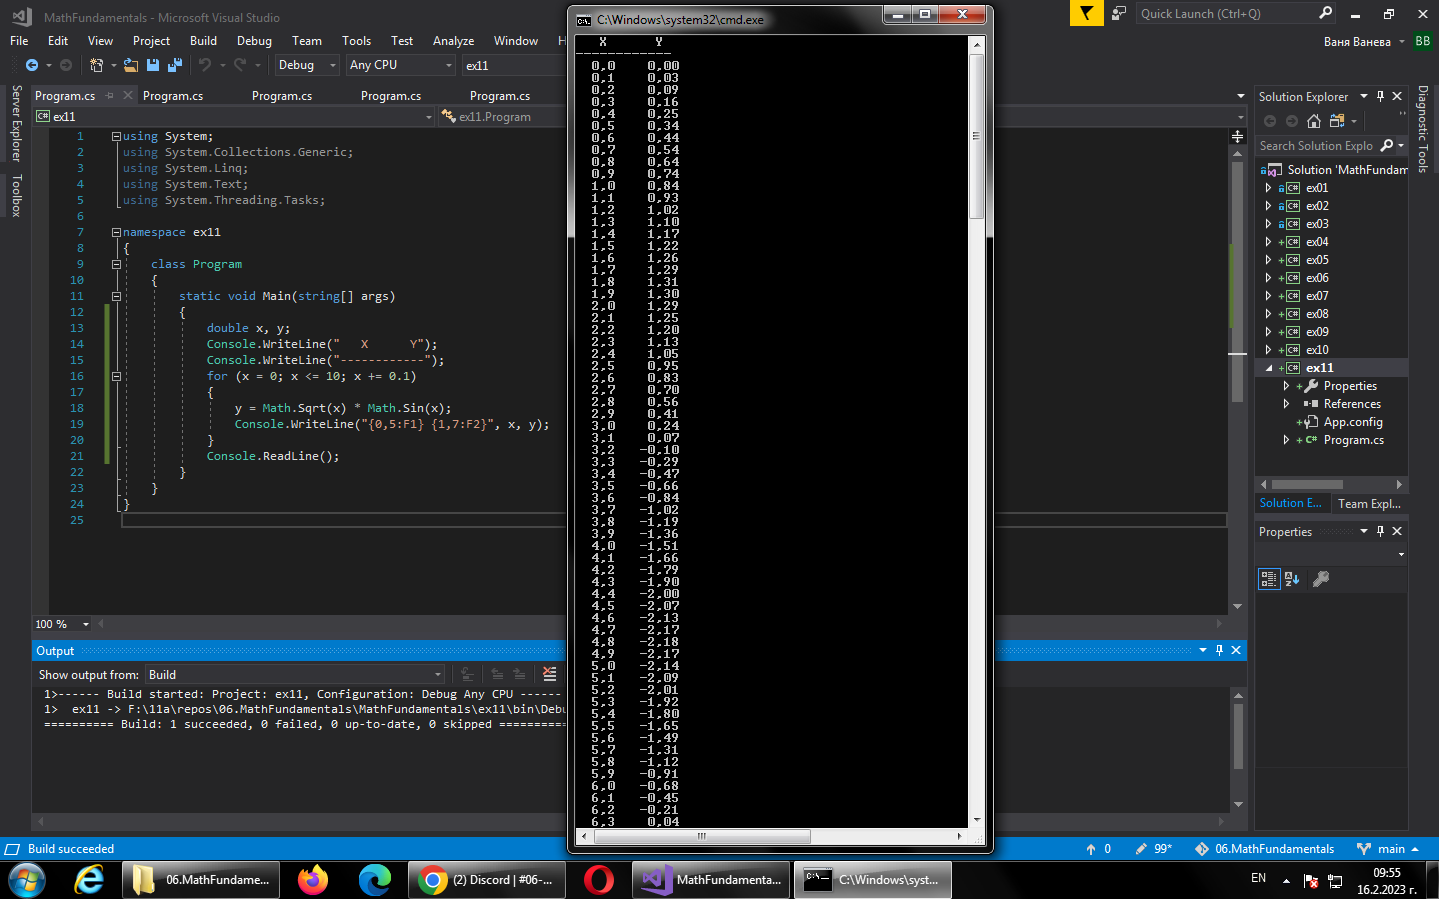 MathFundamentals - Microsoft Visual Studio
Quick Launch (Ctrl+Q)
File Edit View Project Build Debug Team Tools Test Analyze Window H
Ваня Ванева BB
Debug Any CPU ex11
Server Explorer
Toolbox
Program.cs Program.cs Program.cs Program.cs Program.cs
ex11 ex11.Program
1 using System;
2 using System.Collections.Generic;
3 using System.Linq;
4 using System.Text;
5 using System.Threading.Tasks;
6
7 namespace ex11
8 {
9 class Program
10 {
11 static void Main(string[] args)
12 {
13 double x, y;
14 Console.WriteLine("   X      Y");
15 Console.WriteLine("------------");
16 for (x = 0; x <= 10; x += 0.1)
17 {
18 y = Math.Sqrt(x) * Math.Sin(x);
19 Console.WriteLine("{0,5:F1} {1,7:F2}", x, y);
20 }
21 Console.ReadLine();
22 }
23 }
24 }
25
100 %
Output
Show output from: Build
1>------ Build started: Project: ex11, Configuration: Debug Any CPU ------
1>  ex11 -> F:\11a\repos\06.MathFundamentals\MathFundamentals\ex11\bin\Debu
========== Build: 1 succeeded, 0 failed, 0 up-to-date, 0 skipped ==========
C:\Windows\system32\cmd.exe
X Y
------------
0,0 0,00
0,1 0,03
0,2 0,09
0,3 0,16
0,4 0,25
0,5 0,34
0,6 0,44
0,7 0,54
0,8 0,64
0,9 0,74
1,0 0,84
1,1 0,93
1,2 1,02
1,3 1,10
1,4 1,17
1,5 1,22
1,6 1,26
1,7 1,29
1,8 1,31
1,9 1,30
2,0 1,29
2,1 1,25
2,2 1,20
2,3 1,13
2,4 1,05
2,5 0,95
2,6 0,83
2,7 0,70
2,8 0,56
2,9 0,41
3,0 0,24
3,1 0,07
3,2 -0,10
3,3 -0,29
3,4 -0,47
3,5 -0,66
3,6 -0,84
3,7 -1,02
3,8 -1,19
3,9 -1,36
4,0 -1,51
4,1 -1,66
4,2 -1,79
4,3 -1,90
4,4 -2,00
4,5 -2,07
4,6 -2,13
4,7 -2,17
4,8 -2,18
4,9 -2,17
5,0 -2,14
5,1 -2,09
5,2 -2,01
5,3 -1,92
5,4 -1,80
5,5 -1,65
5,6 -1,49
5,7 -1,31
5,8 -1,12
5,9 -0,91
6,0 -0,68
6,1 -0,45
6,2 -0,21
6,3 0,04
Solution Explorer
Search Solution Explo
Solution 'MathFundam
ex01
ex02
ex03
ex04
ex05
ex06
ex07
ex08
ex09
ex10
ex11
Properties
References
App.config
Program.cs
Solution E... Team Expl...
Properties
Diagnostic Tools
Build succeeded
0 99* 06.MathFundamentals main
06.MathFundame...
(2) Discord | #06-...
MathFundamenta...
C:\Windows\syst...
EN
09:55
16.2.2023 г.